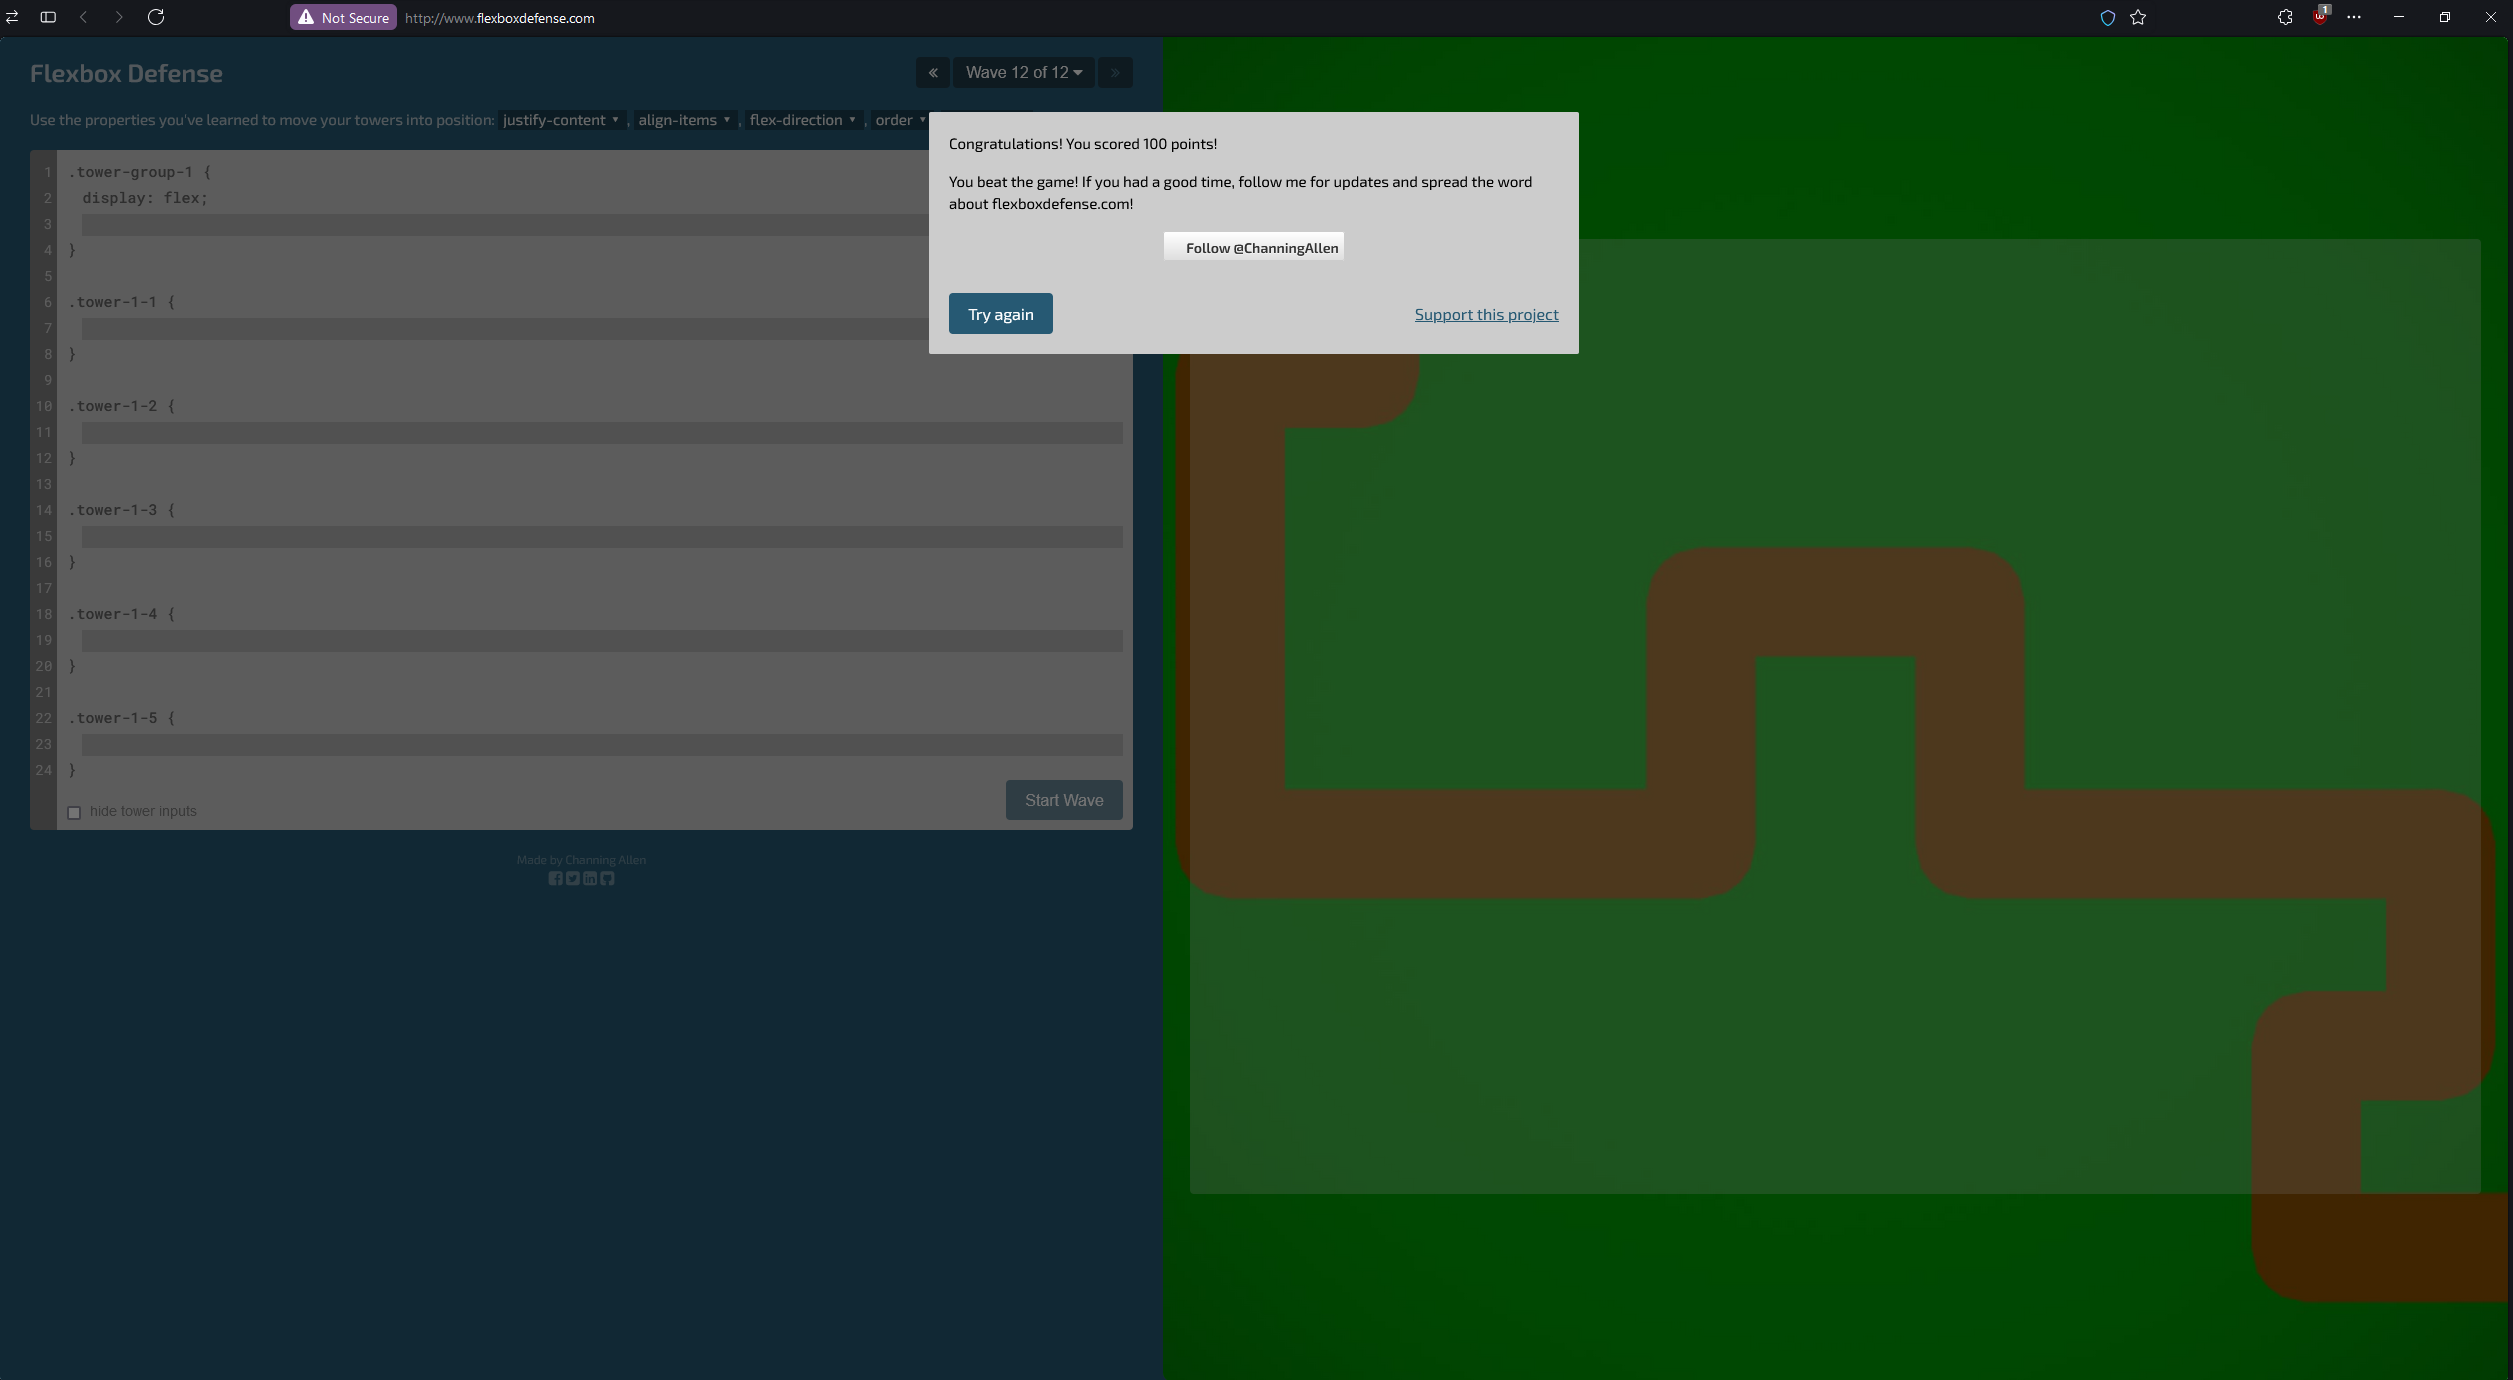 Not Secure http://www.flexboxdefense.com 1
Flexbox Defense
« Wave 12 of 12 »
Use the properties you've learned to move your towers into position: justify-content , align-items , flex-direction , order
1 .tower-group-1 {
2 display: flex;
3
4 }
5
6 .tower-1-1 {
7
8 }
9
10 .tower-1-2 {
11
12 }
13
14 .tower-1-3 {
15
16 }
17
18 .tower-1-4 {
19
20 }
21
22 .tower-1-5 {
23
24 }
hide tower inputs
Start Wave
Made by Channing Allen
Congratulations! You scored 100 points!
You beat the game! If you had a good time, follow me for updates and spread the word
about flexboxdefense.com!
Follow @ChanningAllen
Try again
Support this project